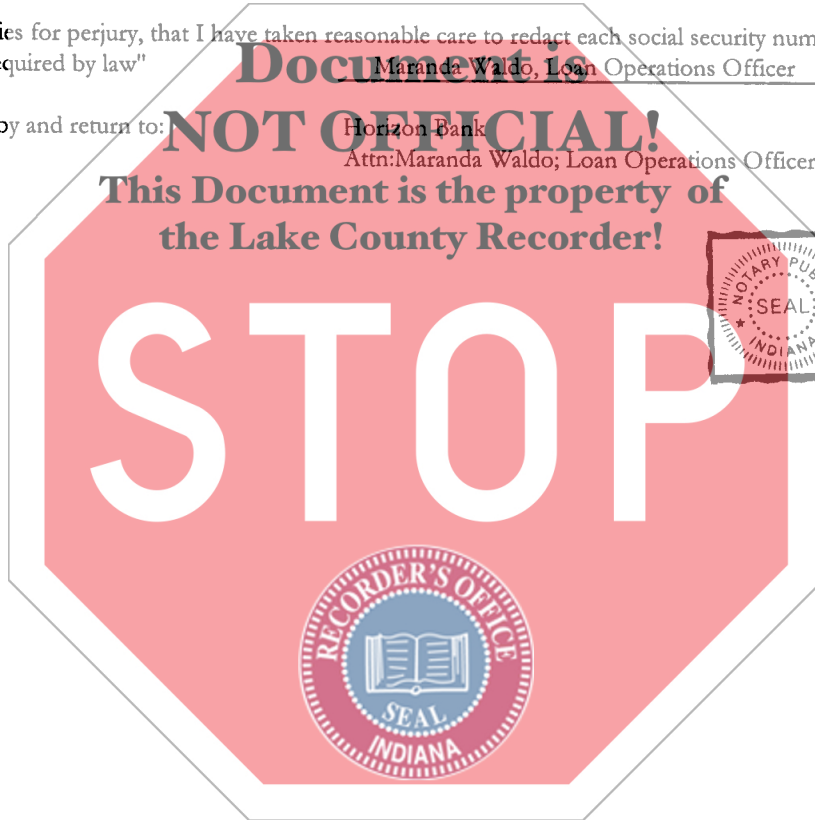 ies for perjury, that I have taken reasonable care to redact each social security num
Document is
quired by law"
Maranda Waldo, Loan Operations Officer
NOT OFFICIAL!
y and return to:
Horizon Bank
Attn:Maranda Waldo; Loan Operations Officer
This Document is the property of
the Lake County Recorder!
NOTARY PUB
SEAL
INDIANA
STOP
RECORDER'S OFFICE
SEAL
INDIANA